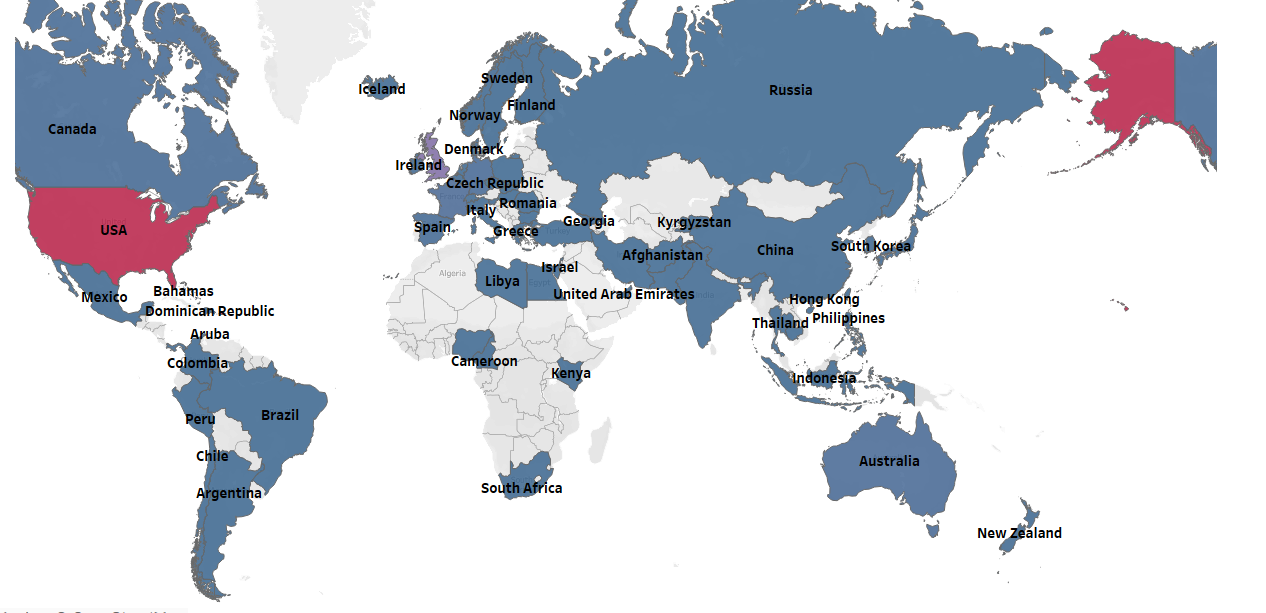 Sweden
Iceland
Russia
Finland
Norway
Canada
Denmark
Ireland
Czech Republic
Romania
Italy
Georgia
Kyrgyzstan
Spain
USA
Greece
China
South Korea
Afghanistan
Israel
Algeria
Libya
Bahamas
United Arab Emirates
Mexico
Hong Kong
Dominican Republic
Philippines
Thailand
Aruba
Cameroon
Colombia
Kenya
Indonesia
Brazil
Peru
Chile
Australia
South Africa
Argentina
New Zealand